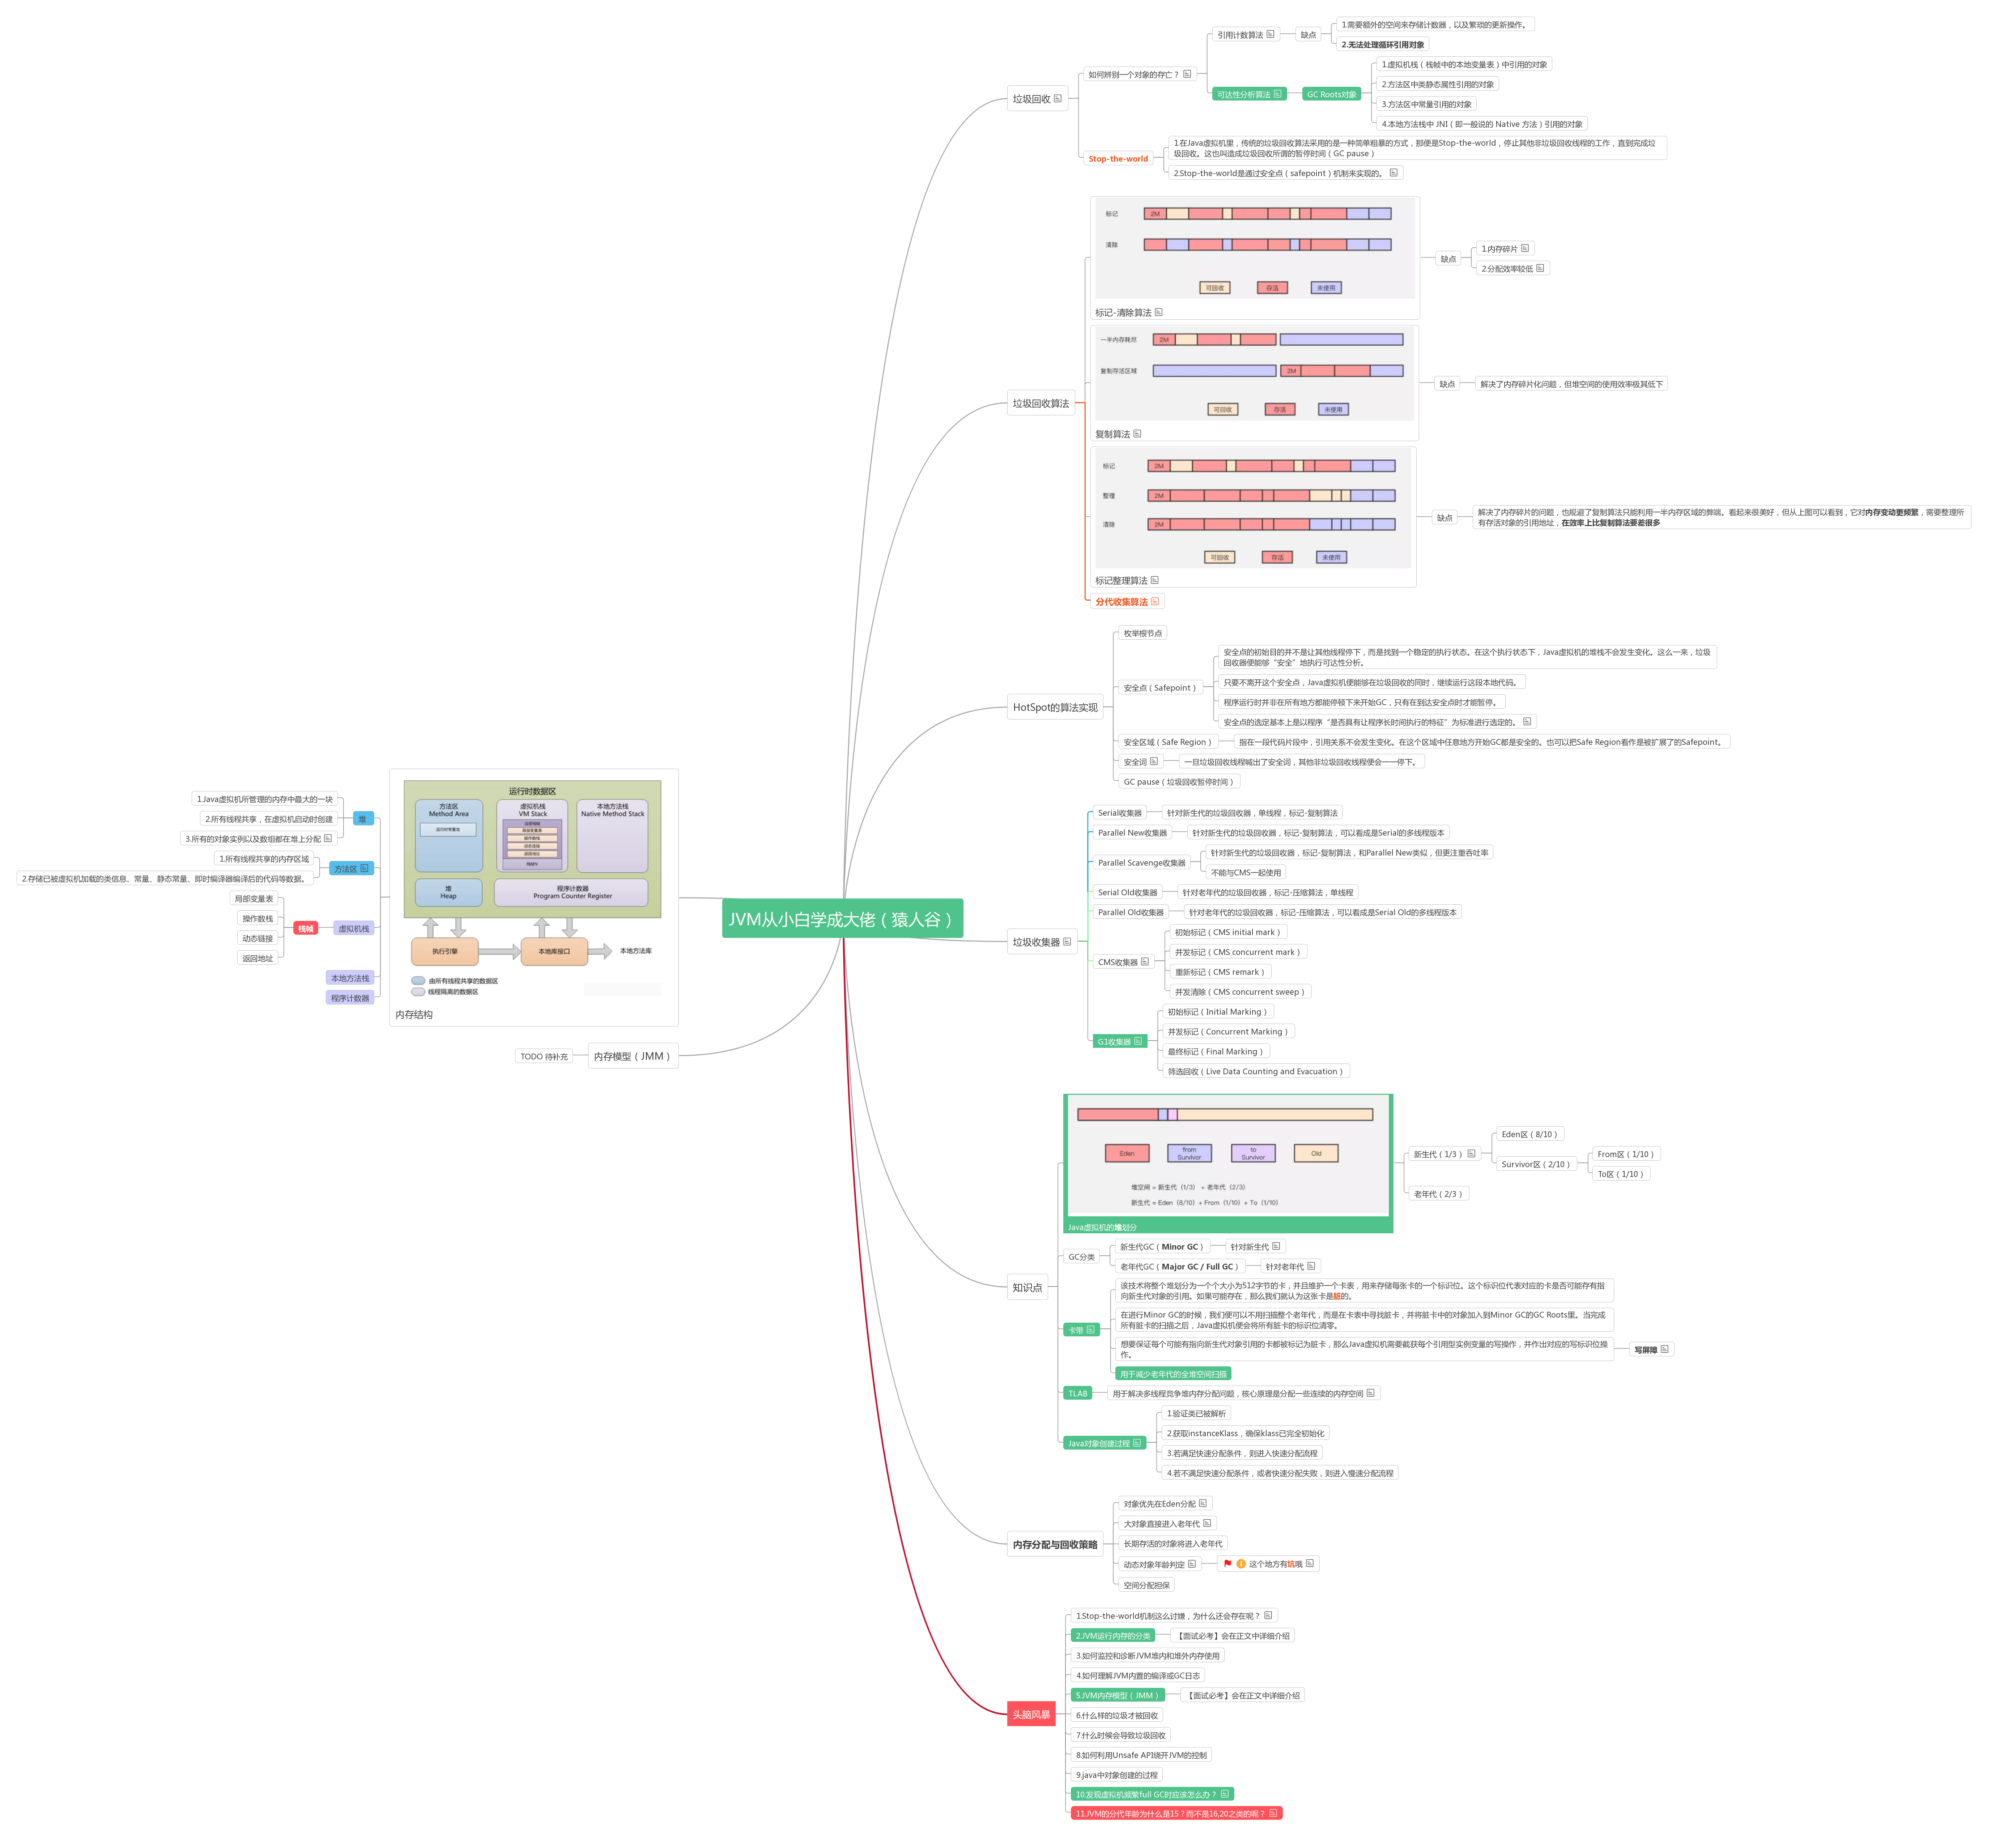 JVM从小白学成大佬（猿人谷）
垃圾回收
如何辨别一个对象的存亡？
引用计数算法
缺点
1.需要额外的空间来存储计数器，以及繁琐的更新操作。
2.无法处理循环引用对象
可达性分析算法
GC Roots对象
1.虚拟机栈（栈帧中的本地变量表）中引用的对象
2.方法区中类静态属性引用的对象
3.方法区中常量引用的对象
4.本地方法栈中 JNI（即一般说的 Native 方法）引用的对象
Stop-the-world
1.在Java虚拟机里，传统的垃圾回收算法采用的是一种简单粗暴的方式，那便是Stop-the-world，停止其他非垃圾回收线程的工作，直到完成垃
圾回收。这也叫造成垃圾回收所谓的暂停时间（GC pause）
2.Stop-the-world是通过安全点（safepoint）机制来实现的。
垃圾回收算法
标记
2M
清除
可回收
存活
未使用
标记-清除算法
缺点
1.内存碎片
2.分配效率较低
一半内存耗尽
2M
复制存活区域
2M
可回收
存活
未使用
复制算法
缺点
解决了内存碎片化问题，但堆空间的使用效率极其低下
标记
2M
整理
2M
清除
2M
可回收
存活
未使用
标记整理算法
缺点
解决了内存碎片的问题，也规避了复制算法只能利用一半内存区域的弊端。看起来很美好，但从上图可以看到，它对内存变动更频繁，需要整理所
有存活对象的引用地址，在效率上比复制算法要差很多
分代收集算法
HotSpot的算法实现
枚举根节点
安全点（Safepoint）
安全点的初始目的并不是让其他线程停下，而是找到一个稳定的执行状态。在这个执行状态下，Java虚拟机的堆栈不会发生变化。这么一来，垃圾
回收器便能够“安全”地执行可达性分析。
只要不离开这个安全点，Java虚拟机便能够在垃圾回收的同时，继续运行这段本地代码。
程序运行时并非在所有地方都能停顿下来开始GC，只有在到达安全点时才能暂停。
安全点的选定基本上是以程序“是否具有让程序长时间执行的特征”为标准进行选定的。
安全区域（Safe Region）
指在一段代码片段中，引用关系不会发生变化。在这个区域中任意地方开始GC都是安全的。也可以把Safe Region看作是被扩展了的Safepoint。
安全词
一旦垃圾回收线程喊出了安全词，其他非垃圾回收线程便会一一停下。
GC pause（垃圾回收暂停时间）
垃圾收集器
Serial收集器
针对新生代的垃圾回收器，单线程，标记-复制算法
Parallel New收集器
针对新生代的垃圾回收器，标记-复制算法，可以看成是Serial的多线程版本
Parallel Scavenge收集器
针对新生代的垃圾回收器，标记-复制算法，和Parallel New类似，但更注重吞吐率
不能与CMS一起使用
Serial Old收集器
针对老年代的垃圾回收器，标记-压缩算法，单线程
Parallel Old收集器
针对老年代的垃圾回收器，标记-压缩算法，可以看成是Serial Old的多线程版本
CMS收集器
初始标记（CMS initial mark）
并发标记（CMS concurrent mark）
重新标记（CMS remark）
并发清除（CMS concurrent sweep）
G1收集器
初始标记（Initial Marking）
并发标记（Concurrent Marking）
最终标记（Final Marking）
筛选回收（Live Data Counting and Evacuation）
知识点
Eden
from
Survivor
to
Survivor
Old
堆空间 = 新生代（1/3） + 老年代（2/3）
新生代 = Eden（8/10）+ From（1/10）+ To（1/10）
Java虚拟机的堆划分
新生代（1/3）
Eden区（8/10）
Survivor区（2/10）
From区（1/10）
To区（1/10）
老年代（2/3）
GC分类
新生代GC（Minor GC）
针对新生代
老年代GC（Major GC / Full GC）
针对老年代
卡带
该技术将整个堆划分为一个个大小为512字节的卡，并且维护一个卡表，用来存储每张卡的一个标识位。这个标识位代表对应的卡是否可能存有指
向新生代对象的引用。如果可能存在，那么我们就认为这张卡是脏的。
在进行Minor GC的时候，我们便可以不用扫描整个老年代，而是在卡表中寻找脏卡，并将脏卡中的对象加入到Minor GC的GC Roots里。当完成
所有脏卡的扫描之后，Java虚拟机便会将所有脏卡的标识位清零。
想要保证每个可能有指向新生代对象引用的卡都被标记为脏卡，那么Java虚拟机需要截获每个引用型实例变量的写操作，并作出对应的写标识位操
作。
写屏障
用于减少老年代的全堆空间扫描
TLAB
用于解决多线程竞争堆内存分配问题，核心原理是分配一些连续的内存空间
Java对象创建过程
1.验证类已被解析
2.获取instanceKlass，确保klass已完全初始化
3.若满足快速分配条件，则进入快速分配流程
4.若不满足快速分配条件，或者快速分配失败，则进入慢速分配流程
内存分配与回收策略
对象优先在Eden分配
大对象直接进入老年代
长期存活的对象将进入老年代
动态对象年龄判定
这个地方有坑哦
空间分配担保
头脑风暴
1.Stop-the-world机制这么讨嫌，为什么还会存在呢？
2.JVM运行内存的分类
【面试必考】会在正文中详细介绍
3.如何监控和诊断JVM堆内和堆外内存使用
4.如何理解JVM内置的编译或GC日志
5.JVM内存模型（JMM）
【面试必考】会在正文中详细介绍
6.什么样的垃圾才被回收
7.什么时候会导致垃圾回收
8.如何利用Unsafe API绕开JVM的控制
9.java中对象创建的过程
10.发现虚拟机频繁full GC时应该怎么办？
11.JVM的分代年龄为什么是15？而不是16,20之类的呢？
运行时数据区
方法区
Method Area
运行时常量池
虚拟机栈
VM Stack
当前栈帧
局部变量表
操作数栈
动态连接
返回地址
栈帧N
本地方法栈
Native Method Stack
堆
Heap
程序计数器
Program Counter Register
执行引擎
本地库接口
本地方法库
由所有线程共享的数据区
线程隔离的数据区
内存结构
堆
1.Java虚拟机所管理的内存中最大的一块
2.所有线程共享，在虚拟机启动时创建
3.所有的对象实例以及数组都在堆上分配
方法区
1.所有线程共享的内存区域
2.存储已被虚拟机加载的类信息、常量、静态常量、即时编译器编译后的代码等数据。
虚拟机栈
栈帧
局部变量表
操作数栈
动态链接
返回地址
本地方法栈
程序计数器
内存模型（JMM）
TODO 待补充